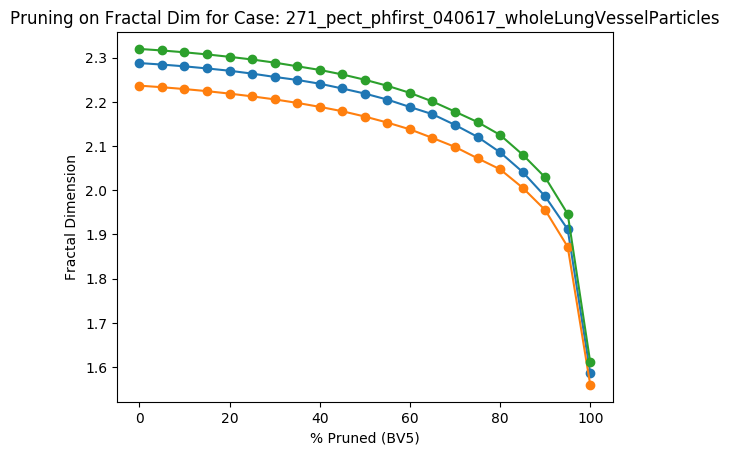 Pruning on Fractal Dim for Case: 271_pect_phfirst_040617_wholeLungVesselParticles
2.3
2.2
2.1
2.0
1.9
1.8
1.7
1.6
Fractal Dimension
0 20 40 60 80 100
% Pruned (BV5)